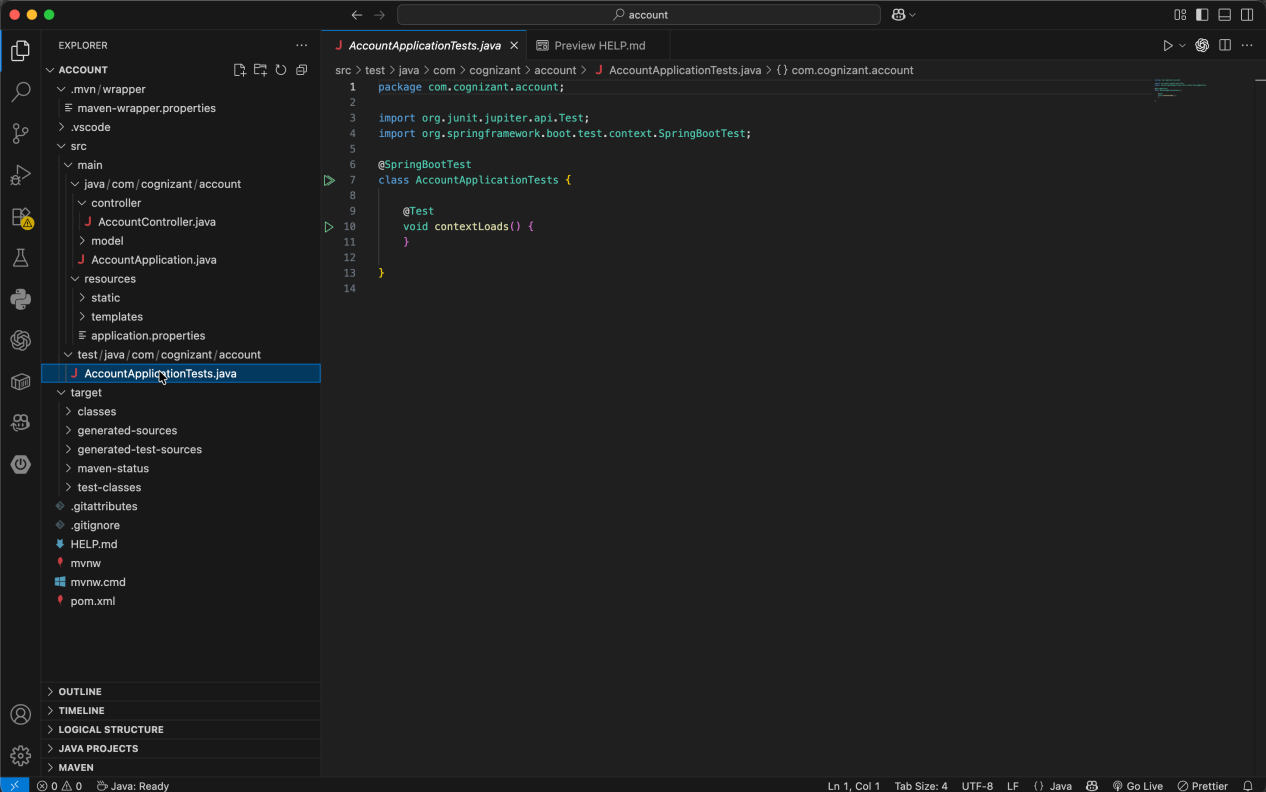 account
EXPLORER
ACCOUNT
.mvn/wrapper
maven-wrapper.properties
.vscode
src
main
java/com/cognizant/account
controller
AccountController.java
model
AccountApplication.java
resources
static
templates
application.properties
test/java/com/cognizant/account
AccountApplicationTests.java
target
classes
generated-sources
generated-test-sources
maven-status
test-classes
.gitattributes
.gitignore
HELP.md
mvnw
mvnw.cmd
pom.xml
OUTLINE
TIMELINE
LOGICAL STRUCTURE
JAVA PROJECTS
MAVEN
AccountApplicationTests.java
Preview HELP.md
src > test > java > com > cognizant > account > J AccountApplicationTests.java > {} com.cognizant.account
1 package com.cognizant.account;
2
3 import org.junit.jupiter.api.Test;
4 import org.springframework.boot.test.context.SpringBootTest;
5
6 @SpringBootTest
7 class AccountApplicationTests {
8
9 @Test
10 void contextLoads() {
11 }
12
13 }
14
0 0 Java: Ready Ln 1, Col 1 Tab Size: 4 UTF-8 LF {} Java Go Live Prettier